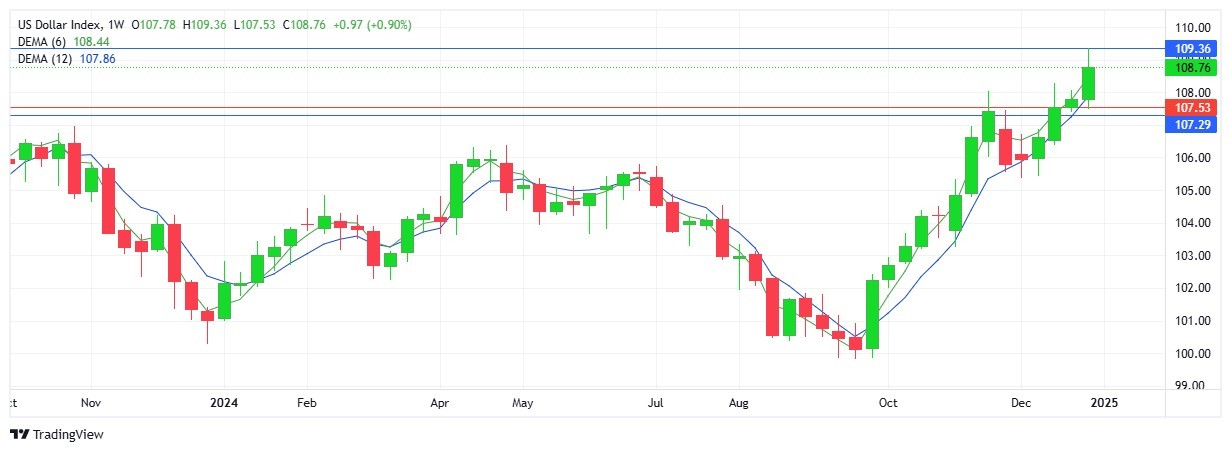 US Dollar Index, 1W O107.78 H109.36 L107.53 C108.76 +0.97 (+0.90%)
DEMA (6) 108.44
DEMA (12) 107.86
110.00
109.36
108.76
108.00
107.53
107.29
106.00
105.00
104.00
103.00
102.00
101.00
100.00
99.00
ct Nov 2024 Feb Apr May Jul Aug Oct Dec 2025
TradingView